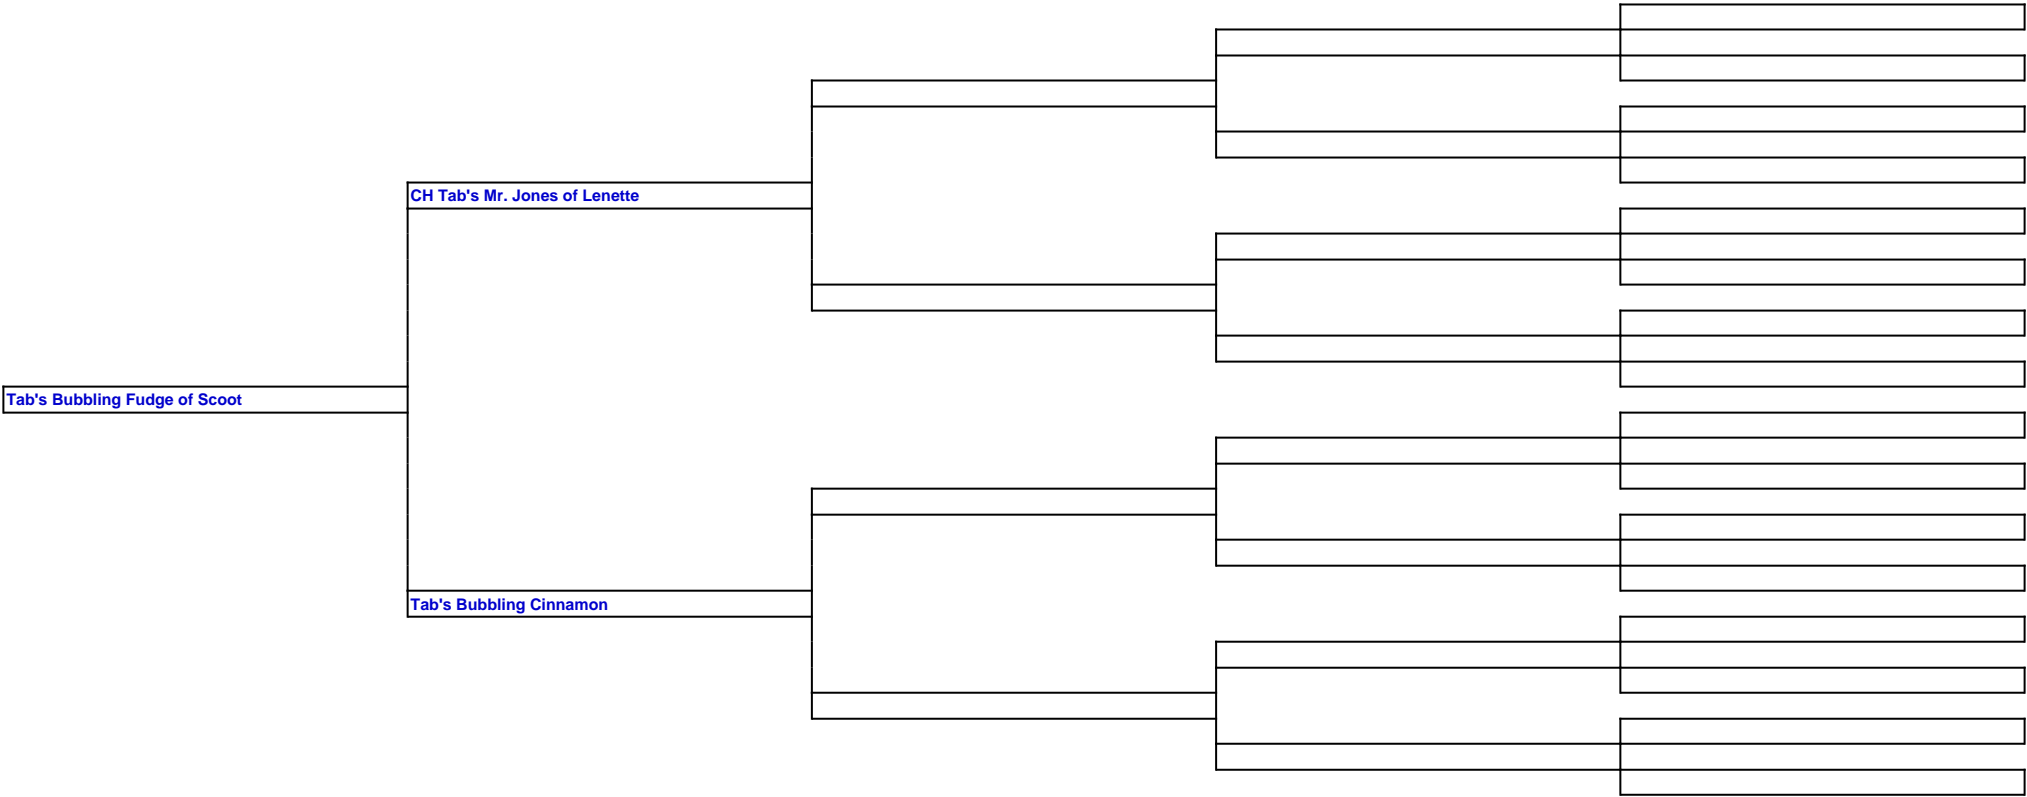 CH Tab's Mr. Jones of Lenette
Tab's Bubbling Fudge of Scoot
Tab's Bubbling Cinnamon